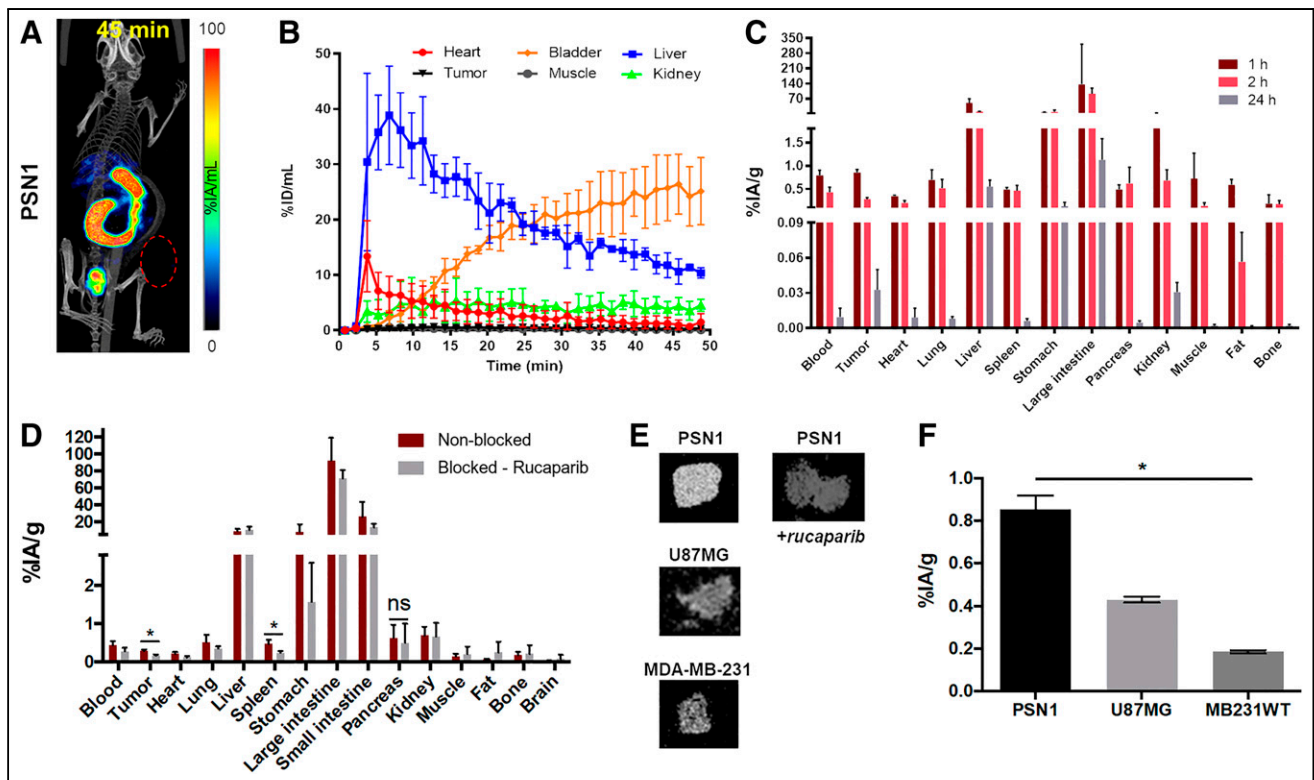 A
45 min
PSN1
100
%IA/mL
0
B
Heart
Bladder
Liver
Tumor
Muscle
Kidney
%ID/mL
50
40
30
20
10
0
0 5 10 15 20 25 30 35 40 45 50
Time (min)
C
1 h
2 h
24 h
%IA/g
350
280
210
140
70
1.0
0.5
0.09
0.06
0.03
0.00
Blood
Tumor
Heart
Lung
Liver
Spleen
Stomach
Large intestine
Pancreas
Kidney
Muscle
Fat
Bone
D
Non-blocked
Blocked - Rucaparib
%IA/g
120
100
80
60
40
20
2
1
0
*
*
ns
Blood
Tumor
Heart
Lung
Liver
Spleen
Stomach
Large intestine
Small intestine
Pancreas
Kidney
Muscle
Fat
Bone
Brain
E
PSN1
PSN1
+rucaparib
U87MG
MDA-MB-231
F
*
%IA/g
1.0
0.8
0.6
0.4
0.2
0.0
PSN1
U87MG
MB231WT